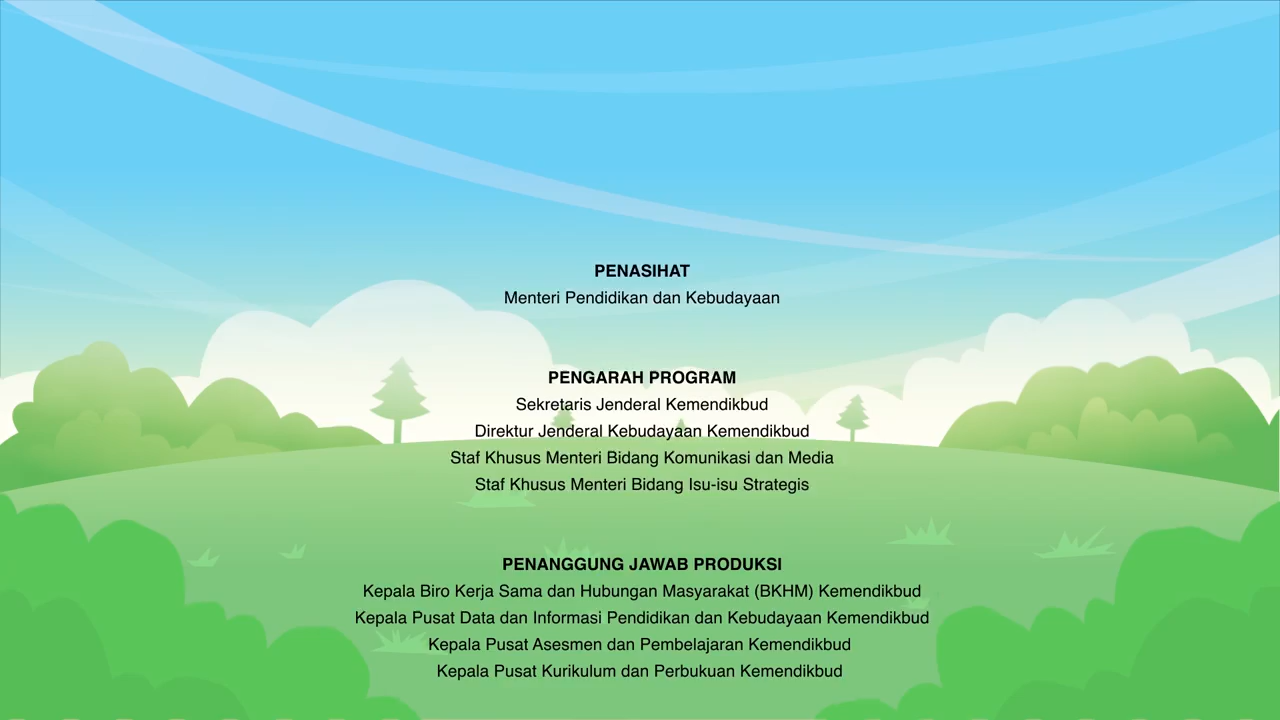 PENASIHAT
Menteri Pendidikan dan Kebudayaan
PENGARAH PROGRAM
Sekretaris Jenderal Kemendikbud
Direktur Jenderal Kebudayaan Kemendikbud
Staf Khusus Menteri Bidang Komunikasi dan Media
Staf Khusus Menteri Bidang Isu-isu Strategis
PENANGGUNG JAWAB PRODUKSI
Kepala Biro Kerja Sama dan Hubungan Masyarakat (BKHM) Kemendikbud
Kepala Pusat Data dan Informasi Pendidikan dan Kebudayaan Kemendikbud
Kepala Pusat Asesmen dan Pembelajaran Kemendikbud
Kepala Pusat Kurikulum dan Perbukuan Kemendikbud